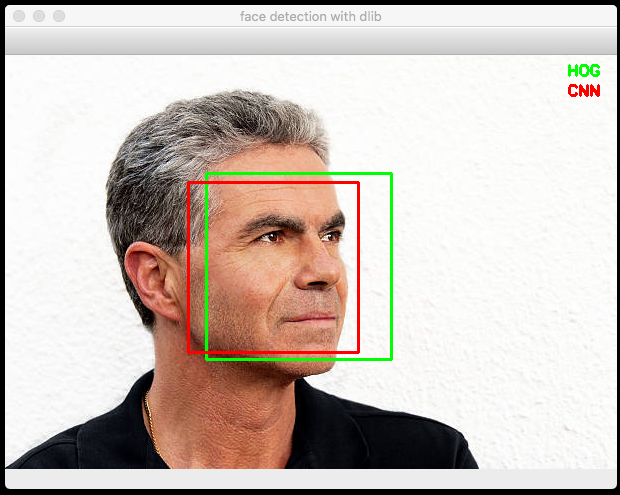 face detection with dlib
HOG
CNN